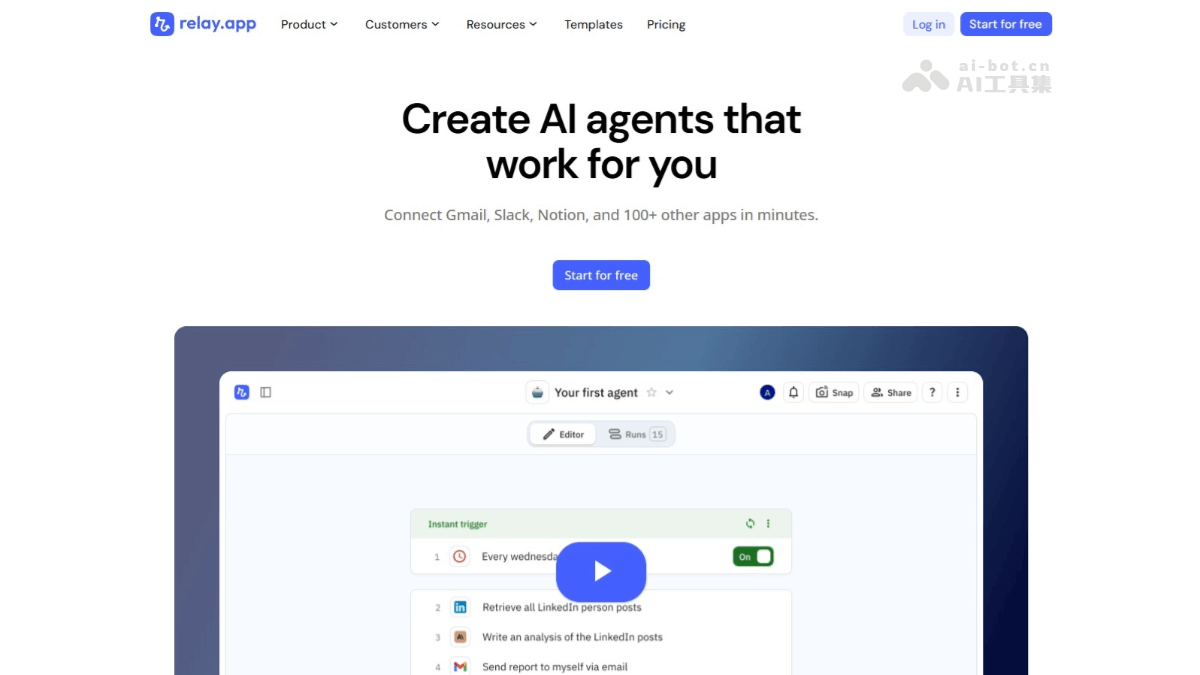 relay.app
Product
Customers
Resources
Templates
Pricing
Log in
Start for free
ai-bot.cn
AI工具集
Create AI agents that
work for you
Connect Gmail, Slack, Notion, and 100+ other apps in minutes.
Start for free
Your first agent
A
Snap
Share
?
Editor
Runs 15
Instant trigger
1 Every wednesda
On
2 in Retrieve all LinkedIn person posts
3 AI Write an analysis of the LinkedIn posts
4 Send report to myself via email